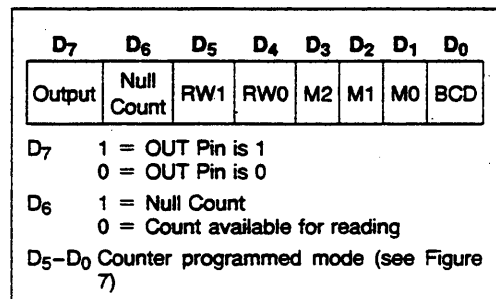 D7 D6 D5 D4 D3 D2 D1 D0
Output Null Count RW1 RW0 M2 M1 M0 BCD
D7 1 = OUT Pin is 1
0 = OUT Pin is 0
D6 1 = Null Count
0 = Count available for reading
D5–D0 Counter programmed mode (see Figure
7)